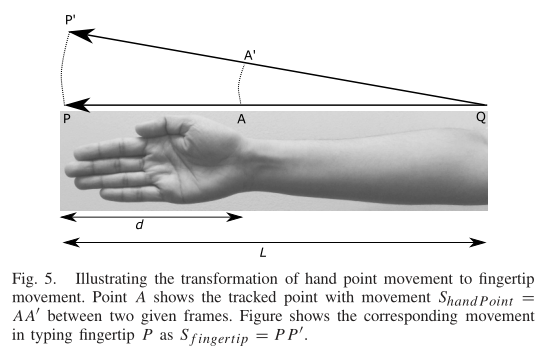 P'
A'
P
A
Q
d
L
Fig. 5. Illustrating the transformation of hand point movement to fingertip
movement. Point A shows the tracked point with movement S_handPoint =
AA′ between two given frames. Figure shows the corresponding movement
in typing fingertip P as S_fingertip = PP′.